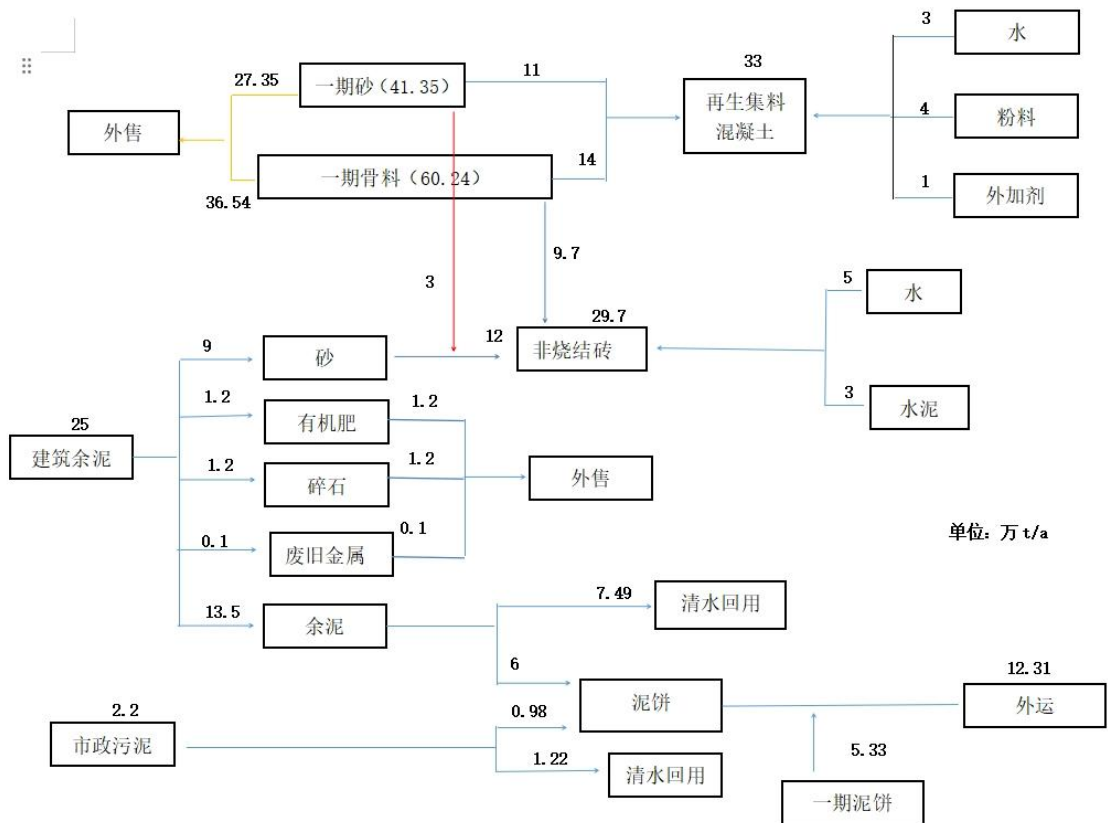 3
水
27.35
一期砂（41.35）
11
33
再生集料
混凝土
4
粉料
外售
14
一期骨料（60.24）
36.54
1
外加剂
9.7
3
5
水
29.7
12
非烧结砖
9
砂
3
水泥
1.2
有机肥
1.2
25
建筑余泥
1.2
碎石
1.2
外售
0.1
废旧金属
0.1
单位：万 t/a
13.5
余泥
7.49
清水回用
6
泥饼
12.31
外运
2.2
市政污泥
0.98
1.22
清水回用
5.33
一期泥饼